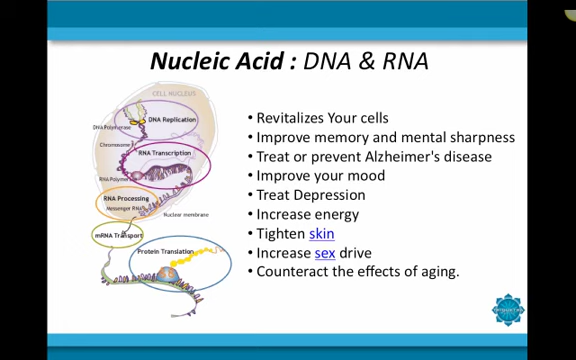 Nucleic Acid : DNA & RNA
CELL NUCLEUS
DNA Replication
DNA Polymerase
Chromosome
RNA Transcription
RNA Polymerase
RNA Processing
Messenger RNA
Nuclear membrane
mRNA Transport
Protein Translation
• Revitalizes Your cells
• Improve memory and mental sharpness
• Treat or prevent Alzheimer's disease
• Improve your mood
• Treat Depression
• Increase energy
• Tighten skin
• Increase sex drive
• Counteract the effects of aging.